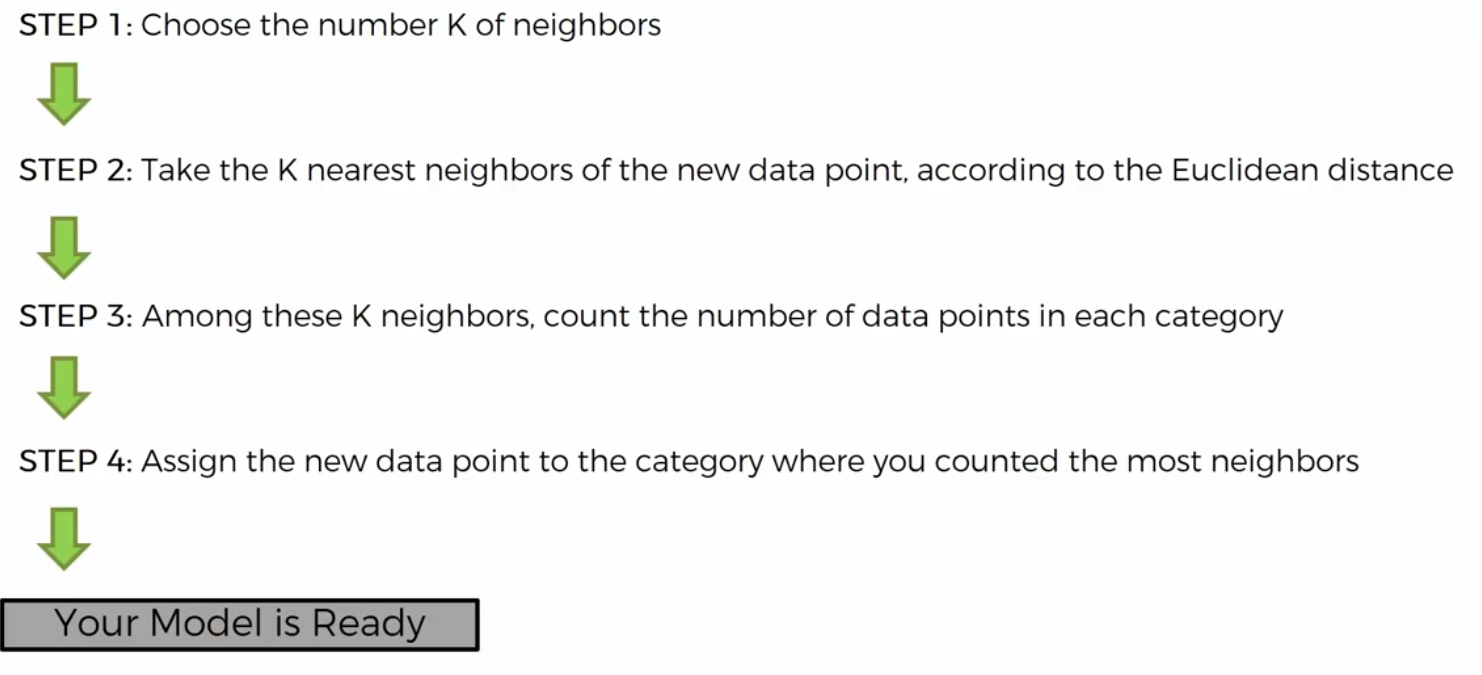 STEP 1: Choose the number K of neighbors
STEP 2: Take the K nearest neighbors of the new data point, according to the Euclidean distance
STEP 3: Among these K neighbors, count the number of data points in each category
STEP 4: Assign the new data point to the category where you counted the most neighbors
Your Model is Ready